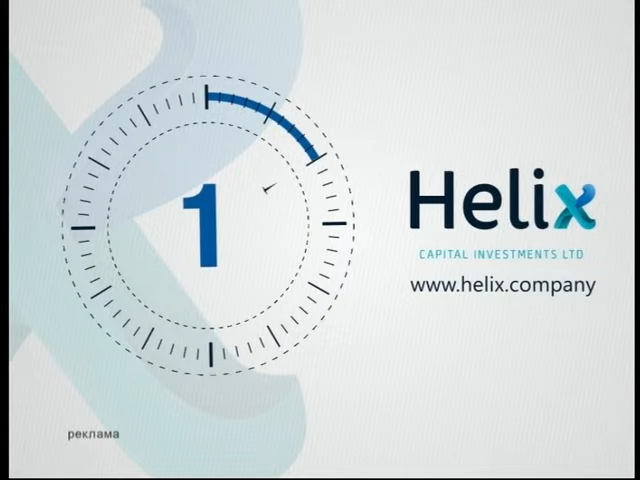 1
Helix
CAPITAL INVESTMENTS LTD
www.helix.company
реклама